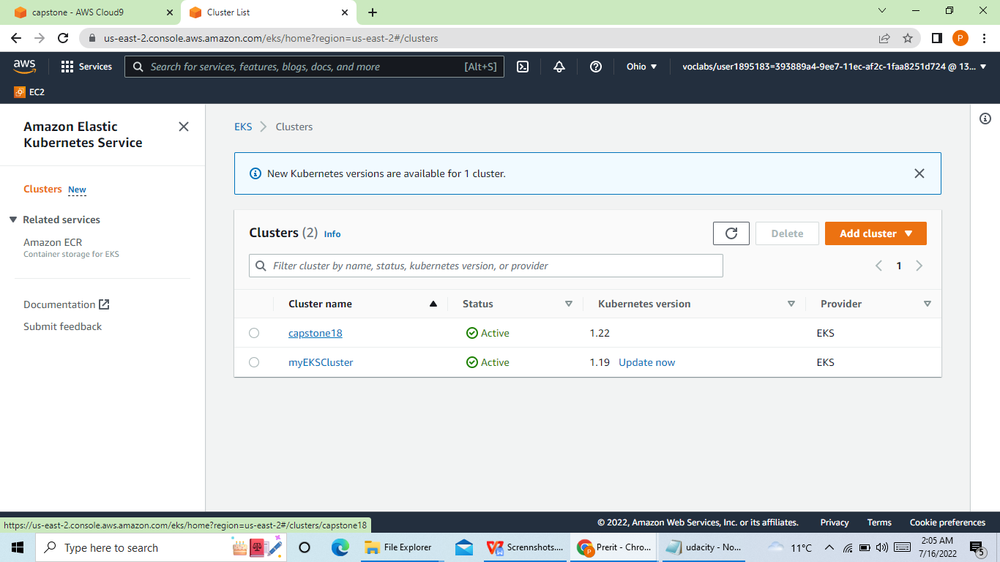 capstone - AWS Cloud9
Cluster List
us-east-2.console.aws.amazon.com/eks/home?region=us-east-2#/clusters
P
aws
Services
Search for services, features, blogs, docs, and more
[Alt+S]
Ohio
voclabs/user1895183=393889a4-9ee7-11ec-af2c-1faa8251d724 @ 13...
EC2
Amazon Elastic
Kubernetes Service
Clusters New
Related services
Amazon ECR
Container storage for EKS
Documentation
Submit feedback
EKS > Clusters
New Kubernetes versions are available for 1 cluster.
Clusters (2) Info
Delete
Add cluster
Filter cluster by name, status, kubernetes version, or provider
1
Cluster name Status Kubernetes version Provider
capstone18 Active 1.22 EKS
myEKSCluster Active 1.19 Update now EKS
https://us-east-2.console.aws.amazon.com/eks/home?region=us-east-2#/clusters/capstone18
© 2022, Amazon Web Services, Inc. or its affiliates. Privacy Terms Cookie preferences
Type here to search
File Explorer
Scrennshots....
Prerit - Chro...
udacity - No...
11°C
2:05 AM
7/16/2022
5